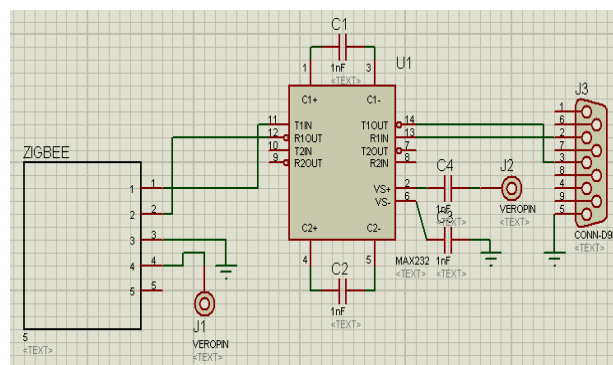 C1
1 3
1nF
<TEXT>
U1
C1+ C1-
11 T1IN T1OUT 14
12 R1OUT R1IN 13
10 T2IN T2OUT 7
9 R2OUT R2IN 8
VS+ 2
VS- 6
C2+ C2-
4 5
MAX232
<TEXT>
C2
1nF
<TEXT>
C4
1nF
J2
VEROPIN
<TEXT>
C3
1nF
<TEXT>
J3
1
6
2
7
3
8
4
9
5
CONN-D9
<TEXT>
ZIGBEE
1 1
2 2
3 3
4 4
5 5
5
<TEXT>
J1
VEROPIN
<TEXT>